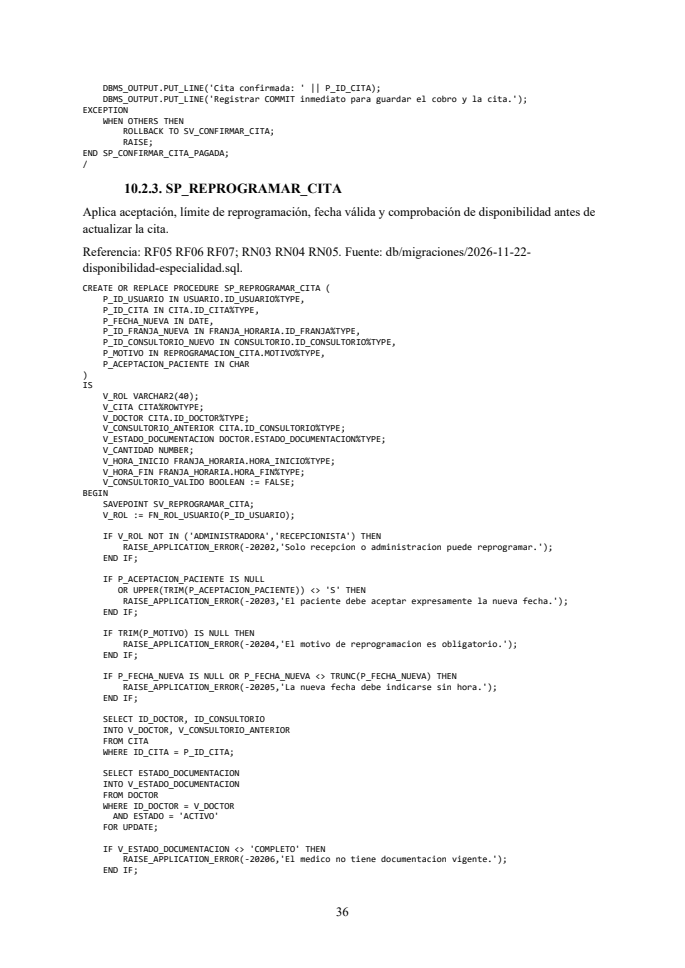 DBMS_OUTPUT.PUT_LINE('Cita confirmada: ' || P_ID_CITA);
DBMS_OUTPUT.PUT_LINE('Registrar COMMIT inmediato para guardar el cobro y la cita.');
EXCEPTION
WHEN OTHERS THEN
ROLLBACK TO SV_CONFIRMAR_CITA;
RAISE;
END SP_CONFIRMAR_CITA_PAGADA;
/
10.2.3. SP_REPROGRAMAR_CITA
Aplica aceptación, límite de reprogramación, fecha válida y comprobación de disponibilidad antes de
actualizar la cita.
Referencia: RF05 RF06 RF07; RN03 RN04 RN05. Fuente: db/migraciones/2026-11-22-
disponibilidad-especialidad.sql.
CREATE OR REPLACE PROCEDURE SP_REPROGRAMAR_CITA (
P_ID_USUARIO IN USUARIO.ID_USUARIO%TYPE,
P_ID_CITA IN CITA.ID_CITA%TYPE,
P_FECHA_NUEVA IN DATE,
P_ID_FRANJA_NUEVA IN FRANJA_HORARIA.ID_FRANJA%TYPE,
P_ID_CONSULTORIO_NUEVO IN CONSULTORIO.ID_CONSULTORIO%TYPE,
P_MOTIVO IN REPROGRAMACION_CITA.MOTIVO%TYPE,
P_ACEPTACION_PACIENTE IN CHAR
)
IS
V_ROL VARCHAR2(40);
V_CITA CITA%ROWTYPE;
V_DOCTOR CITA.ID_DOCTOR%TYPE;
V_CONSULTORIO_ANTERIOR CITA.ID_CONSULTORIO%TYPE;
V_ESTADO_DOCUMENTACION DOCTOR.ESTADO_DOCUMENTACION%TYPE;
V_CANTIDAD NUMBER;
V_HORA_INICIO FRANJA_HORARIA.HORA_INICIO%TYPE;
V_HORA_FIN FRANJA_HORARIA.HORA_FIN%TYPE;
V_CONSULTORIO_VALIDO BOOLEAN := FALSE;
BEGIN
SAVEPOINT SV_REPROGRAMAR_CITA;
V_ROL := FN_ROL_USUARIO(P_ID_USUARIO);
IF V_ROL NOT IN ('ADMINISTRADORA','RECEPCIONISTA') THEN
RAISE_APPLICATION_ERROR(-20202,'Solo recepcion o administracion puede reprogramar.');
END IF;
IF P_ACEPTACION_PACIENTE IS NULL
OR UPPER(TRIM(P_ACEPTACION_PACIENTE)) <> 'S' THEN
RAISE_APPLICATION_ERROR(-20203,'El paciente debe aceptar expresamente la nueva fecha.');
END IF;
IF TRIM(P_MOTIVO) IS NULL THEN
RAISE_APPLICATION_ERROR(-20204,'El motivo de reprogramacion es obligatorio.');
END IF;
IF P_FECHA_NUEVA IS NULL OR P_FECHA_NUEVA <> TRUNC(P_FECHA_NUEVA) THEN
RAISE_APPLICATION_ERROR(-20205,'La nueva fecha debe indicarse sin hora.');
END IF;
SELECT ID_DOCTOR, ID_CONSULTORIO
INTO V_DOCTOR, V_CONSULTORIO_ANTERIOR
FROM CITA
WHERE ID_CITA = P_ID_CITA;
SELECT ESTADO_DOCUMENTACION
INTO V_ESTADO_DOCUMENTACION
FROM DOCTOR
WHERE ID_DOCTOR = V_DOCTOR
AND ESTADO = 'ACTIVO'
FOR UPDATE;
IF V_ESTADO_DOCUMENTACION <> 'COMPLETO' THEN
RAISE_APPLICATION_ERROR(-20206,'El medico no tiene documentacion vigente.');
END IF;
36